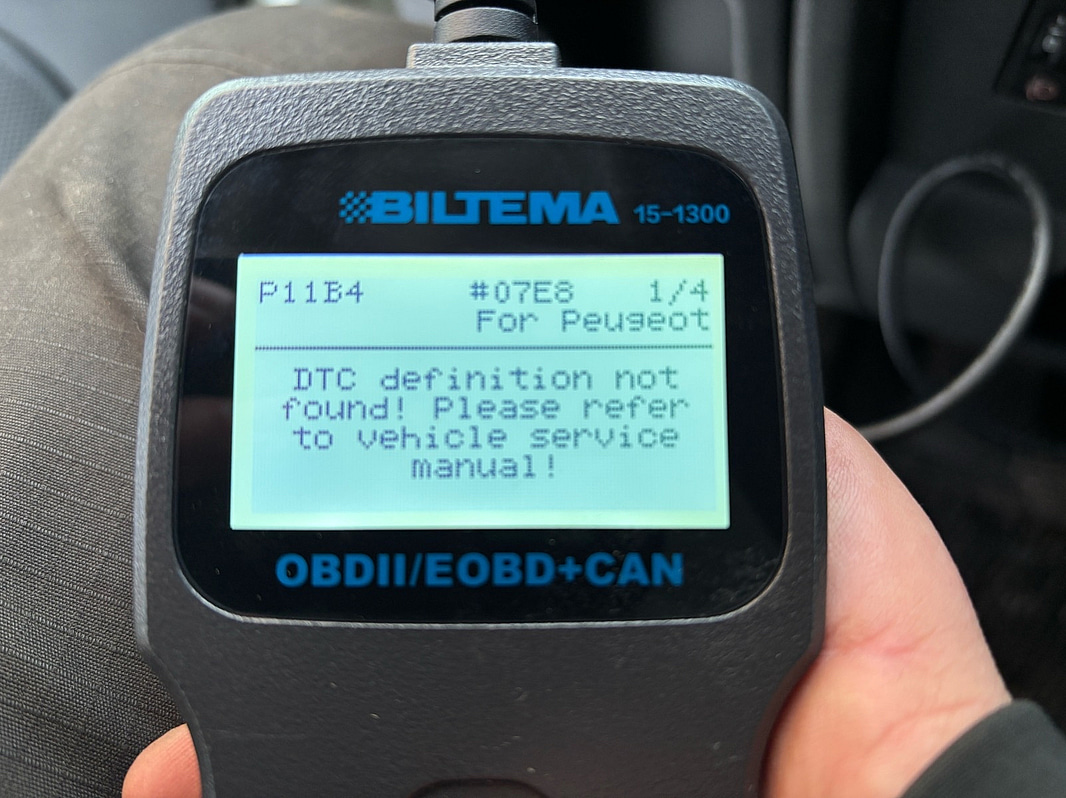 BILTEMA 15-1300
P11B4 #07E8 1/4
For Peugeot
DTC definition not
found! Please refer
to vehicle service
manual!
OBDII/EOBD+CAN